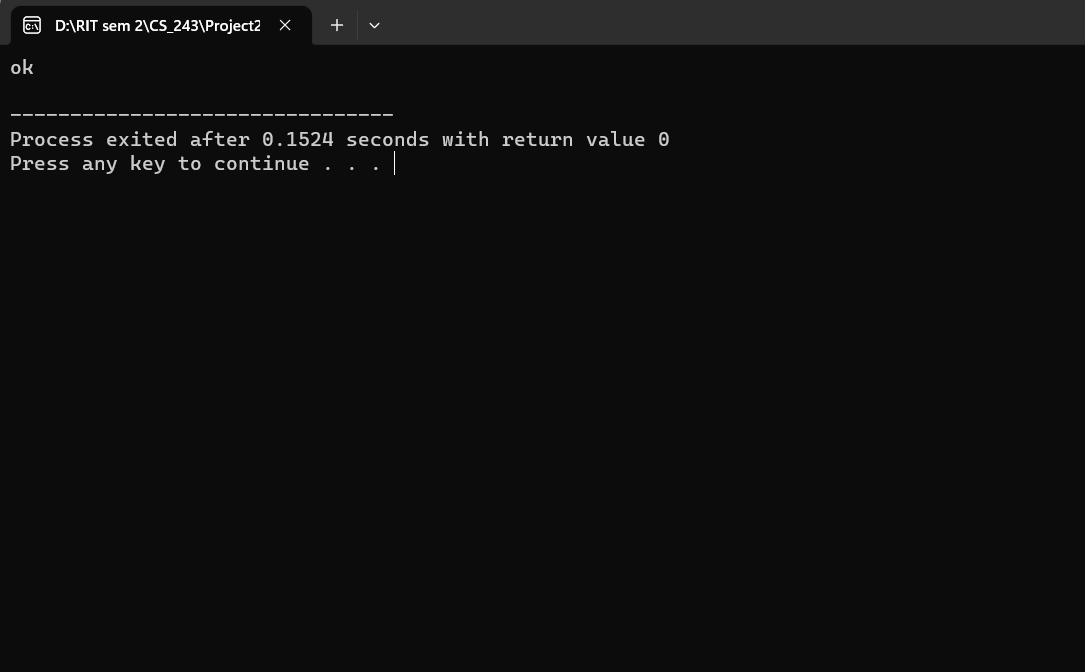 D:\RIT sem 2\CS_243\Project2
ok
--------------------------------
Process exited after 0.1524 seconds with return value 0
Press any key to continue . . .